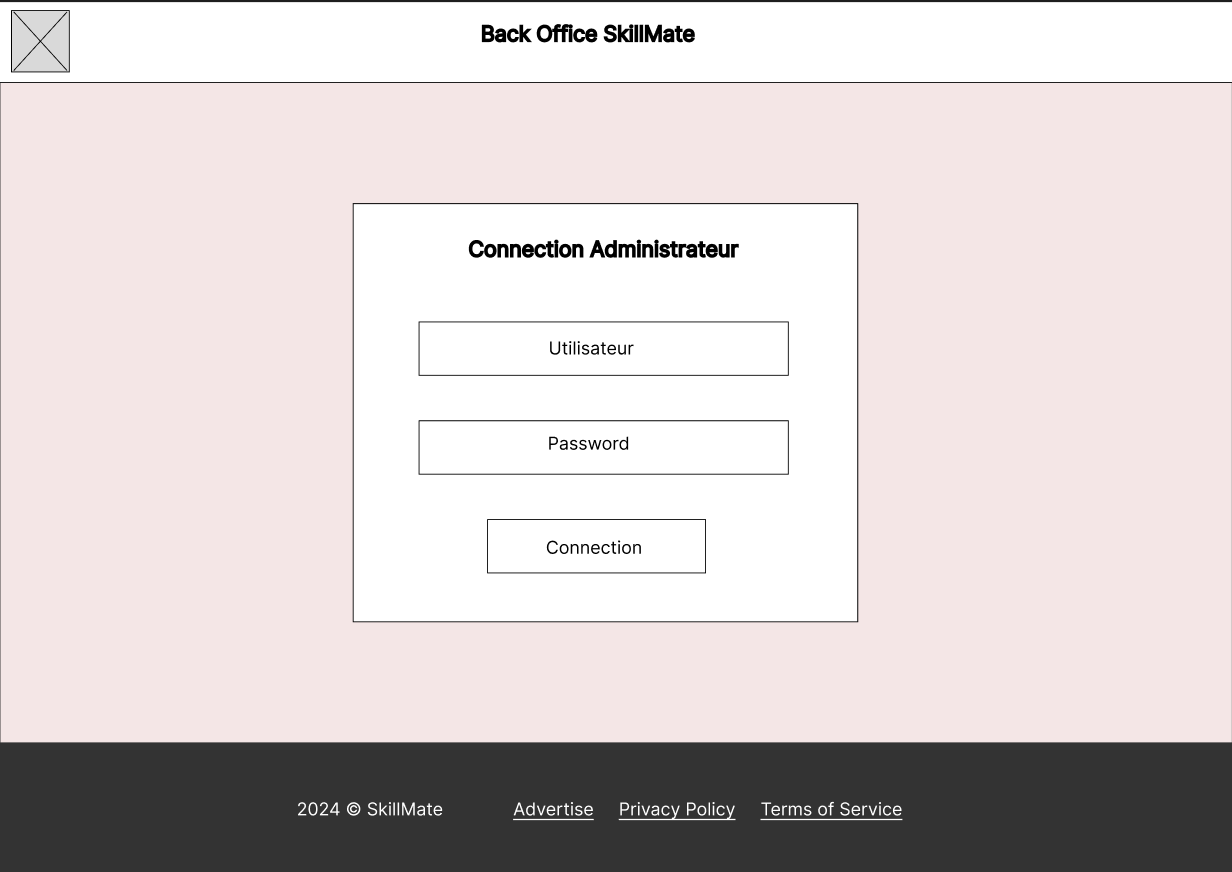 Back Office SkillMate
Connection Administrateur
Utilisateur
Password
Connection
2024 © SkillMate Advertise Privacy Policy Terms of Service